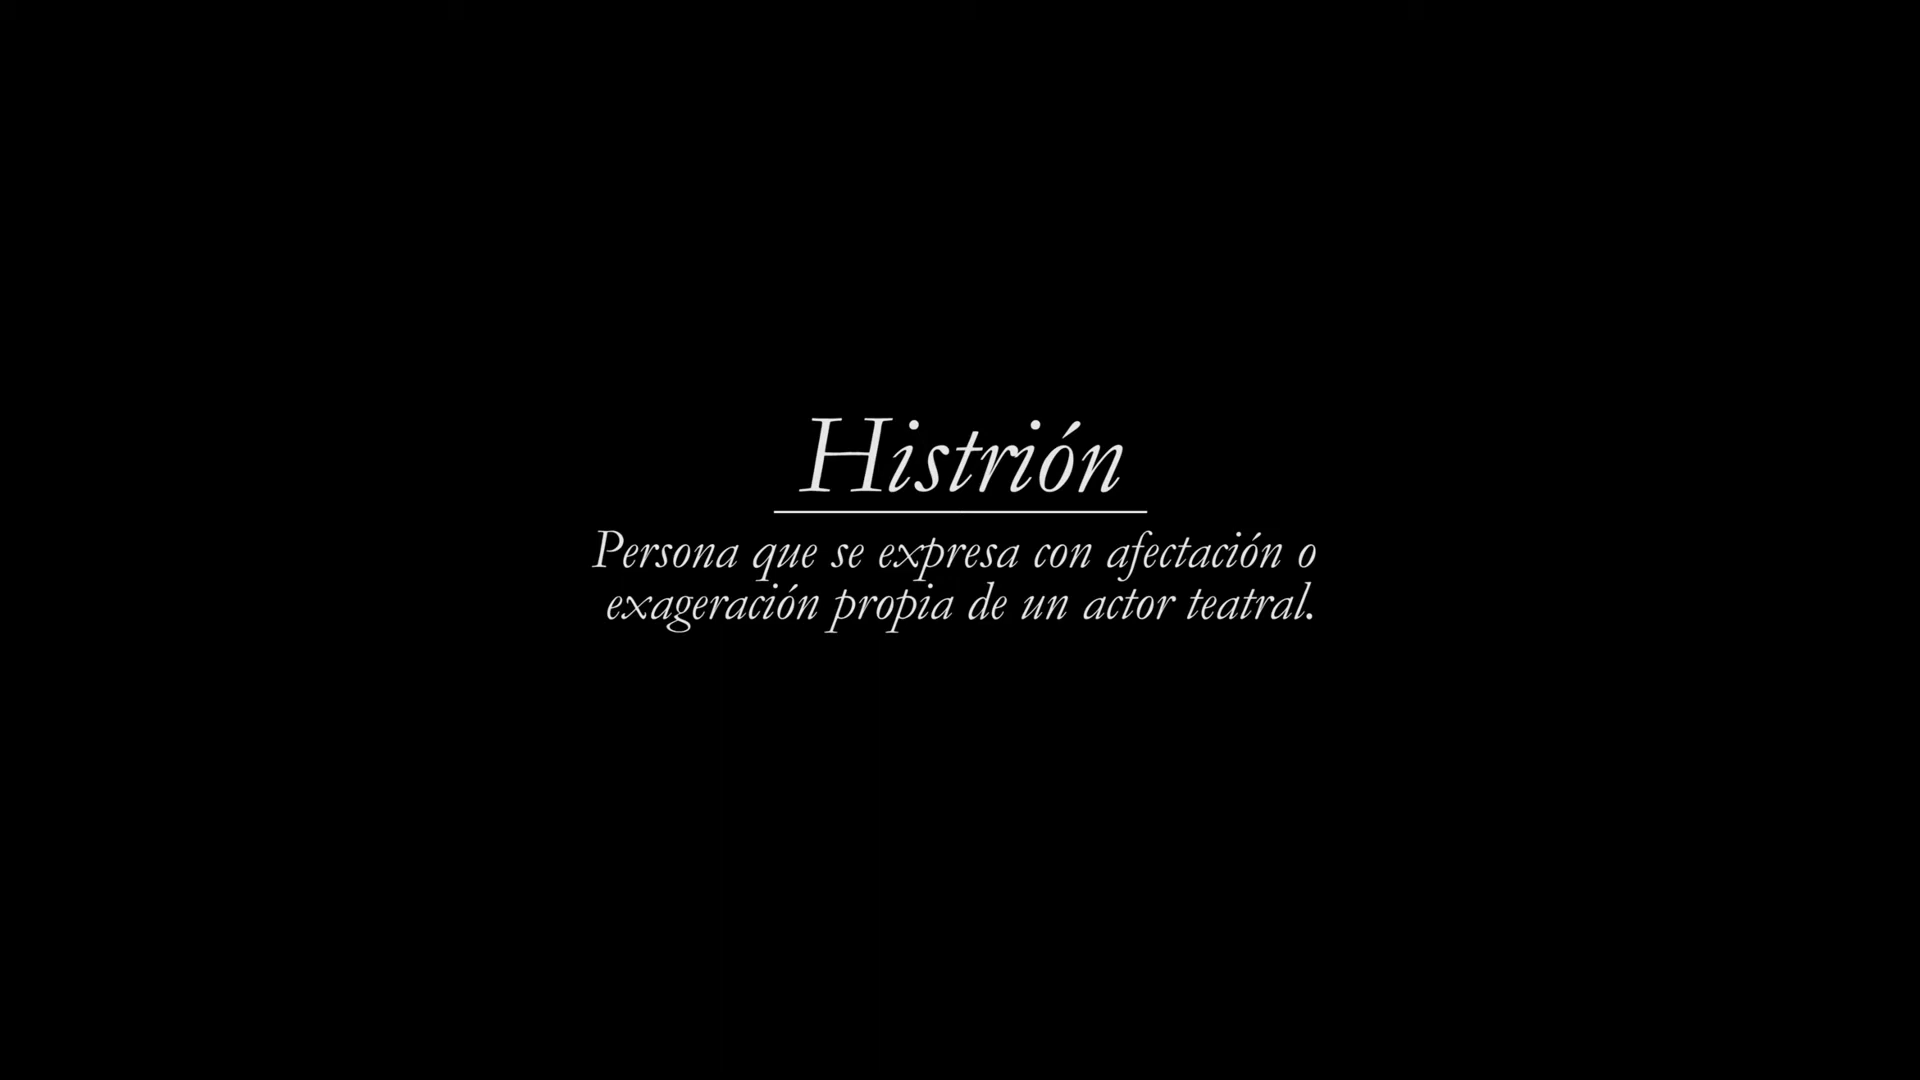 Histrión
Persona que se expresa con afectación o
exageración propia de un actor teatral.